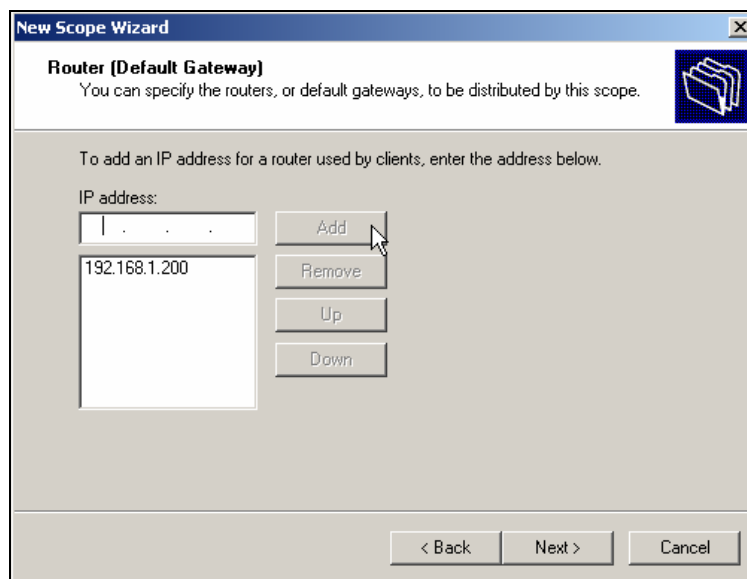 New Scope Wizard
Router (Default Gateway)
You can specify the routers, or default gateways, to be distributed by this scope.
To add an IP address for a router used by clients, enter the address below.
IP address:
. . .
Add
192.168.1.200
Remove
Up
Down
< Back
Next >
Cancel